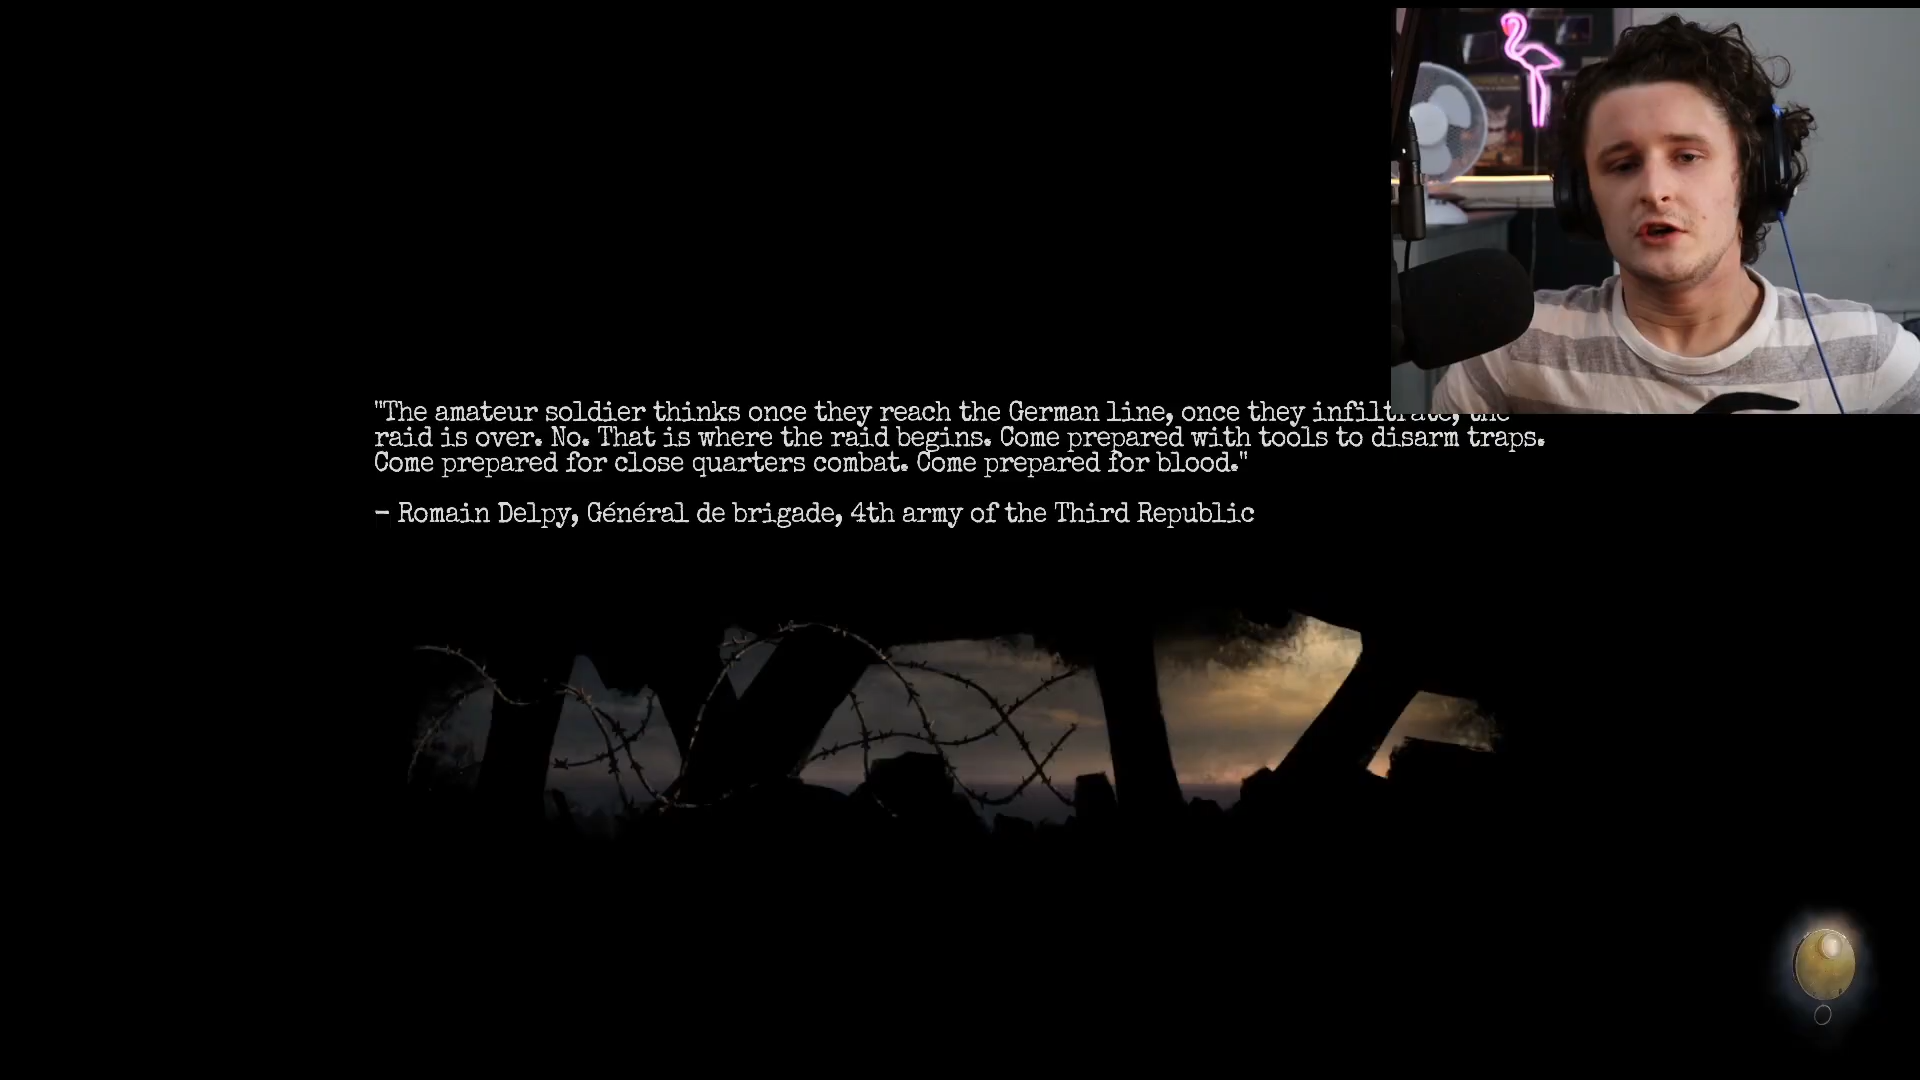 "The amateur soldier thinks once they reach the German line, once they infiltrate, the
raid is over. No. That is where the raid begins. Come prepared with tools to disarm traps.
Come prepared for close quarters combat. Come prepared for blood."
- Romain Delpy, Général de brigade, 4th army of the Third Republic